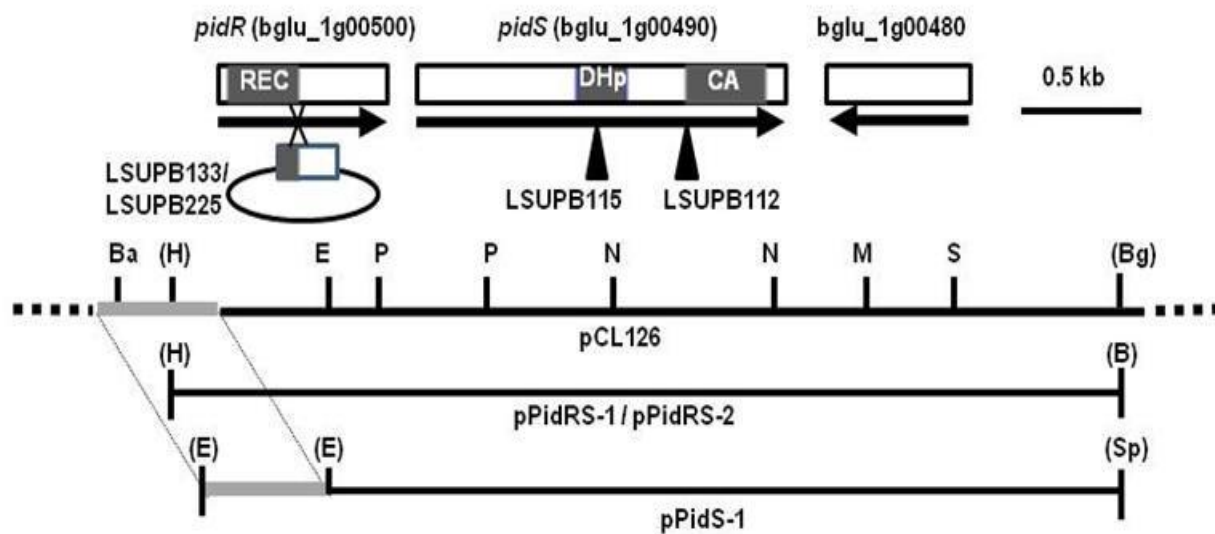 pidR (bglu_1g00500) pidS (bglu_1g00490) bglu_1g00480
REC DHp CA 0.5 kb
LSUPB133/
LSUPB225
LSUPB115 LSUPB112
Ba (H) E P P N N M S (Bg)
pCL126
(H) (B)
pPidRS-1 / pPidRS-2
(E) (E) (Sp)
pPidS-1